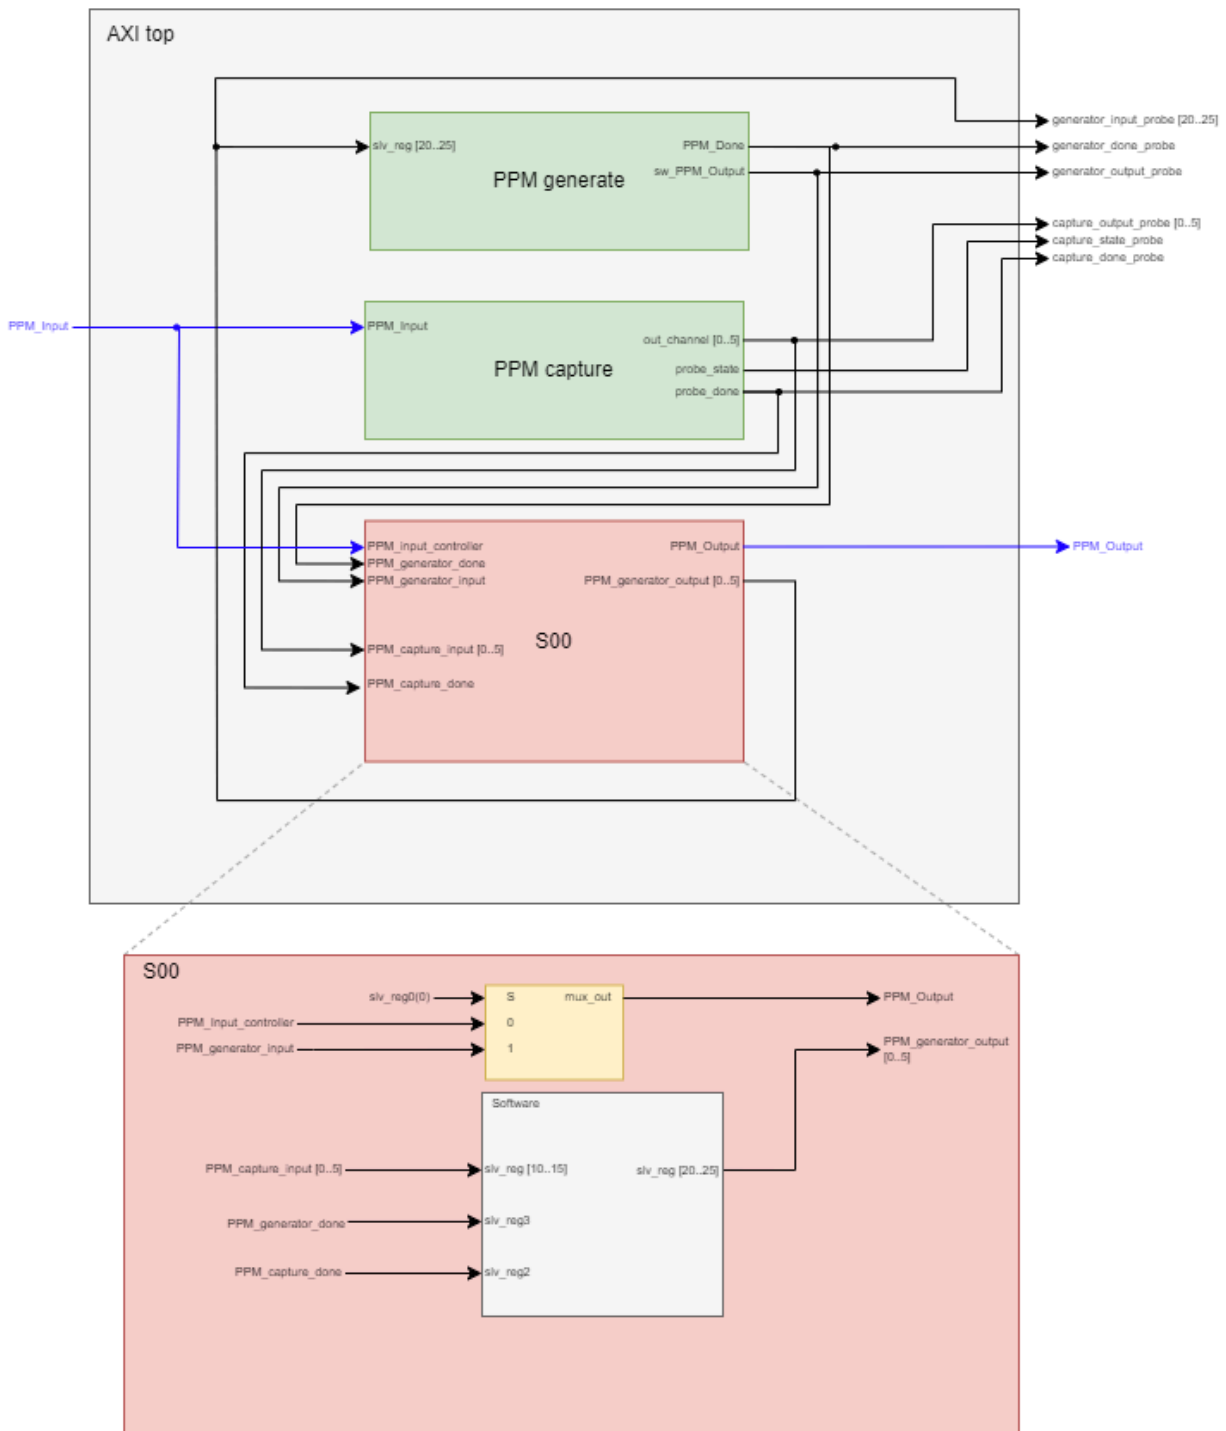 AXI top
generator_input_probe [20..25]
slv_reg [20..25]
PPM_Done
generator_done_probe
sw_PPM_Output
generator_output_probe
PPM generate
capture_output_probe [0..5]
capture_state_probe
capture_done_probe
PPM_Input
PPM_Input
out_channel [0..5]
PPM capture
probe_state
probe_done
PPM_input_controller
PPM_Output
PPM_Output
PPM_generator_done
PPM_generator_input
PPM_generator_output [0..5]
S00
PPM_capture_input [0..5]
PPM_capture_done
S00
slv_reg0(0)
S
mux_out
PPM_Output
PPM_Input_controller
0
PPM_generator_input
1
PPM_generator_output
[0..5]
Software
PPM_capture_input [0..5]
slv_reg [10..15]
slv_reg [20..25]
PPM_generator_done
slv_reg3
PPM_capture_done
slv_reg2